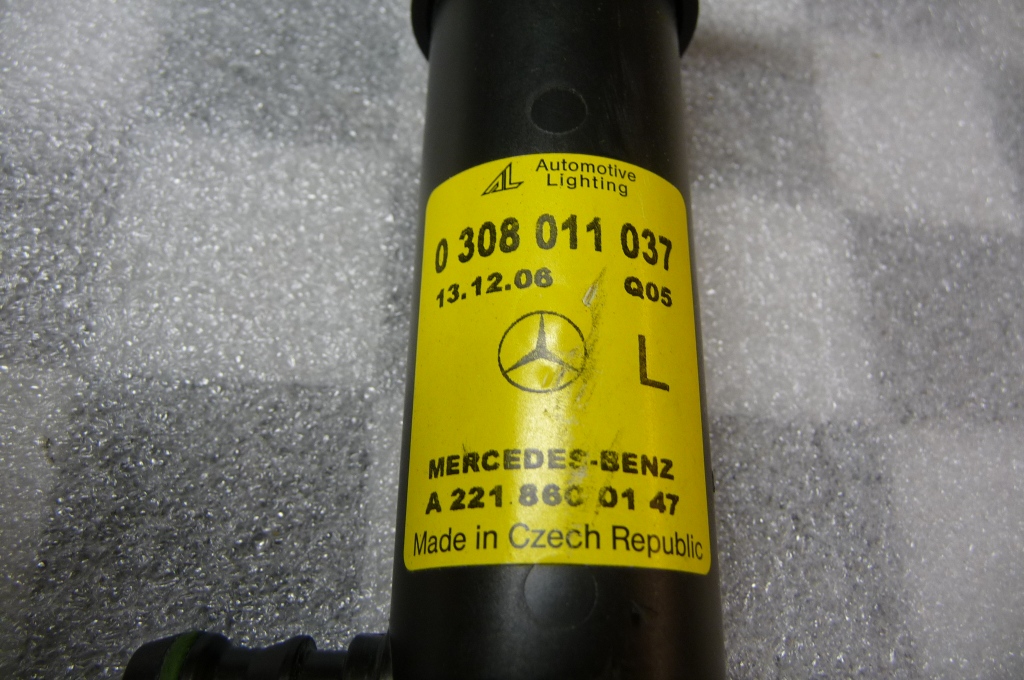 AL Automotive
Lighting
0 308 011 037
13.12.06 Q05
L
MERCEDES-BENZ
A 221 860 01 47
Made in Czech Republic